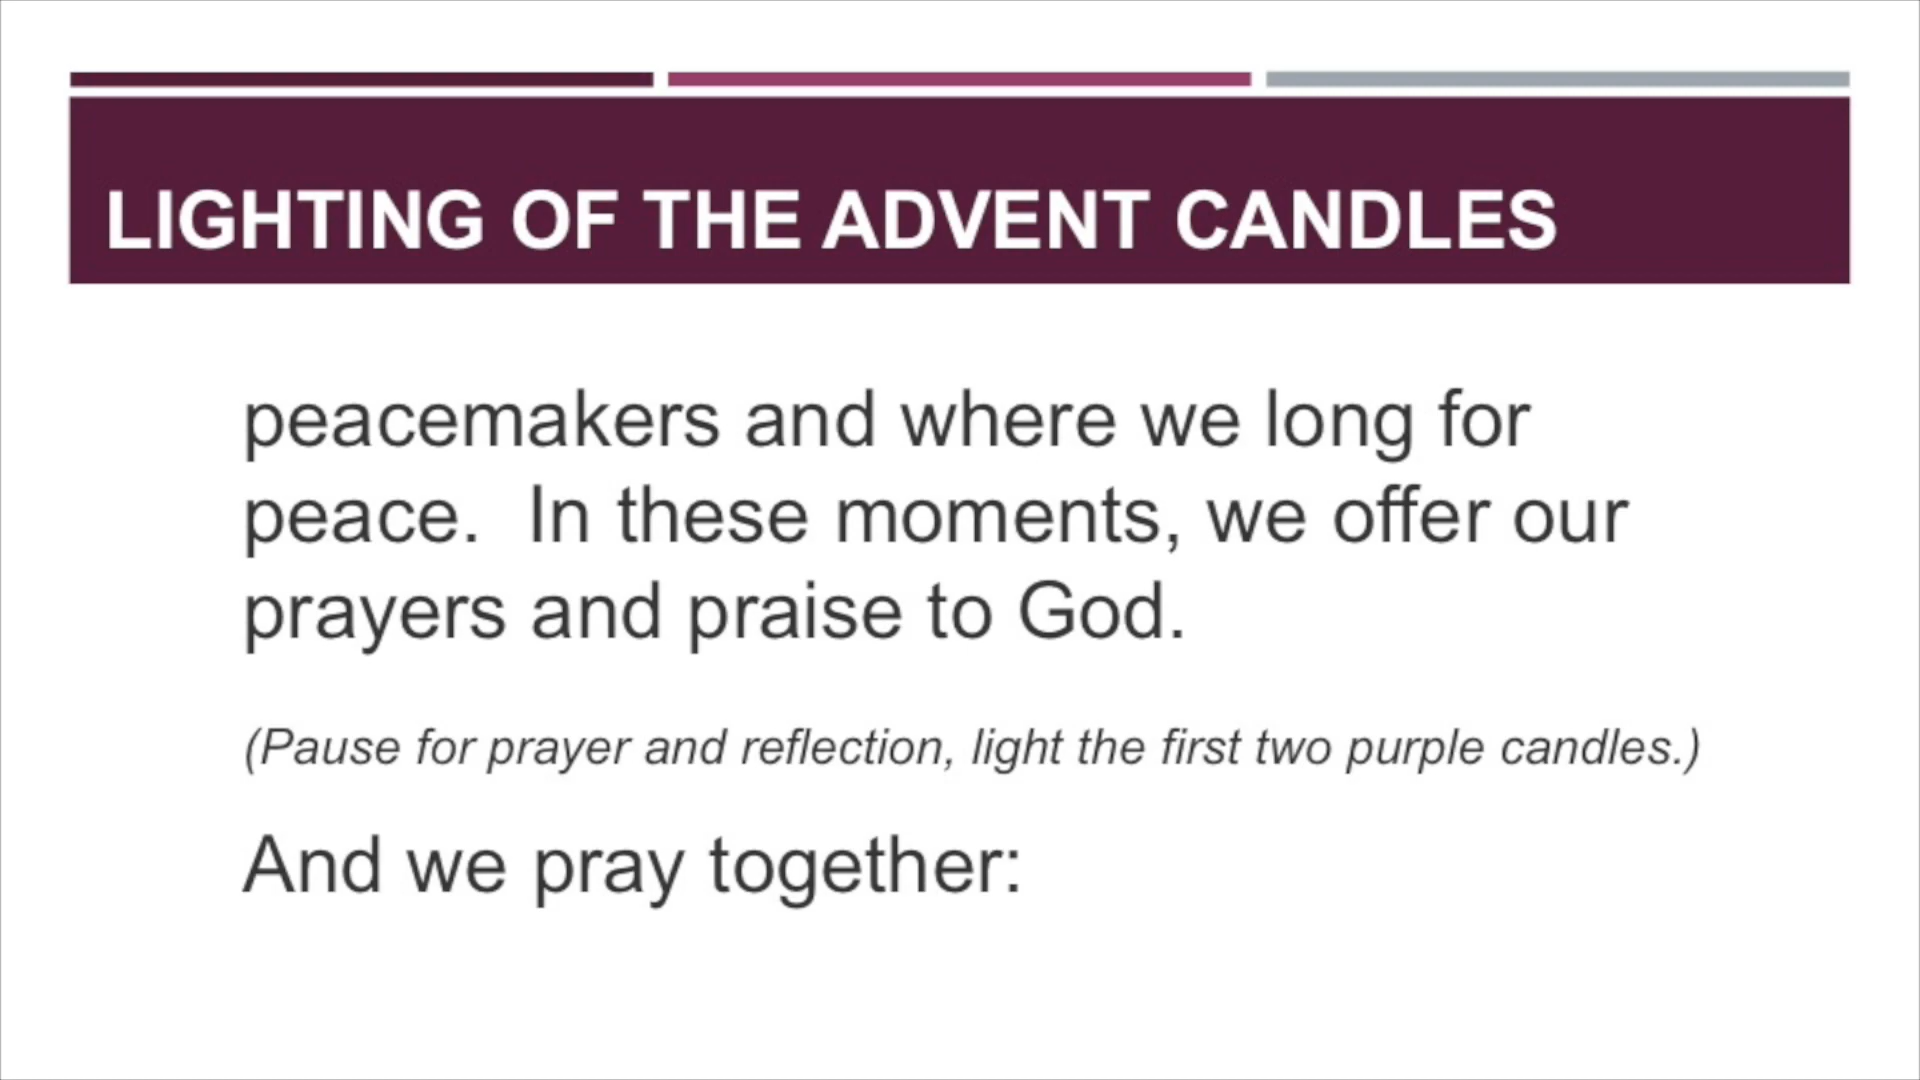 LIGHTING OF THE ADVENT CANDLES
peacemakers and where we long for
peace.  In these moments, we offer our
prayers and praise to God.
(Pause for prayer and reflection, light the first two purple candles.)
And we pray together: